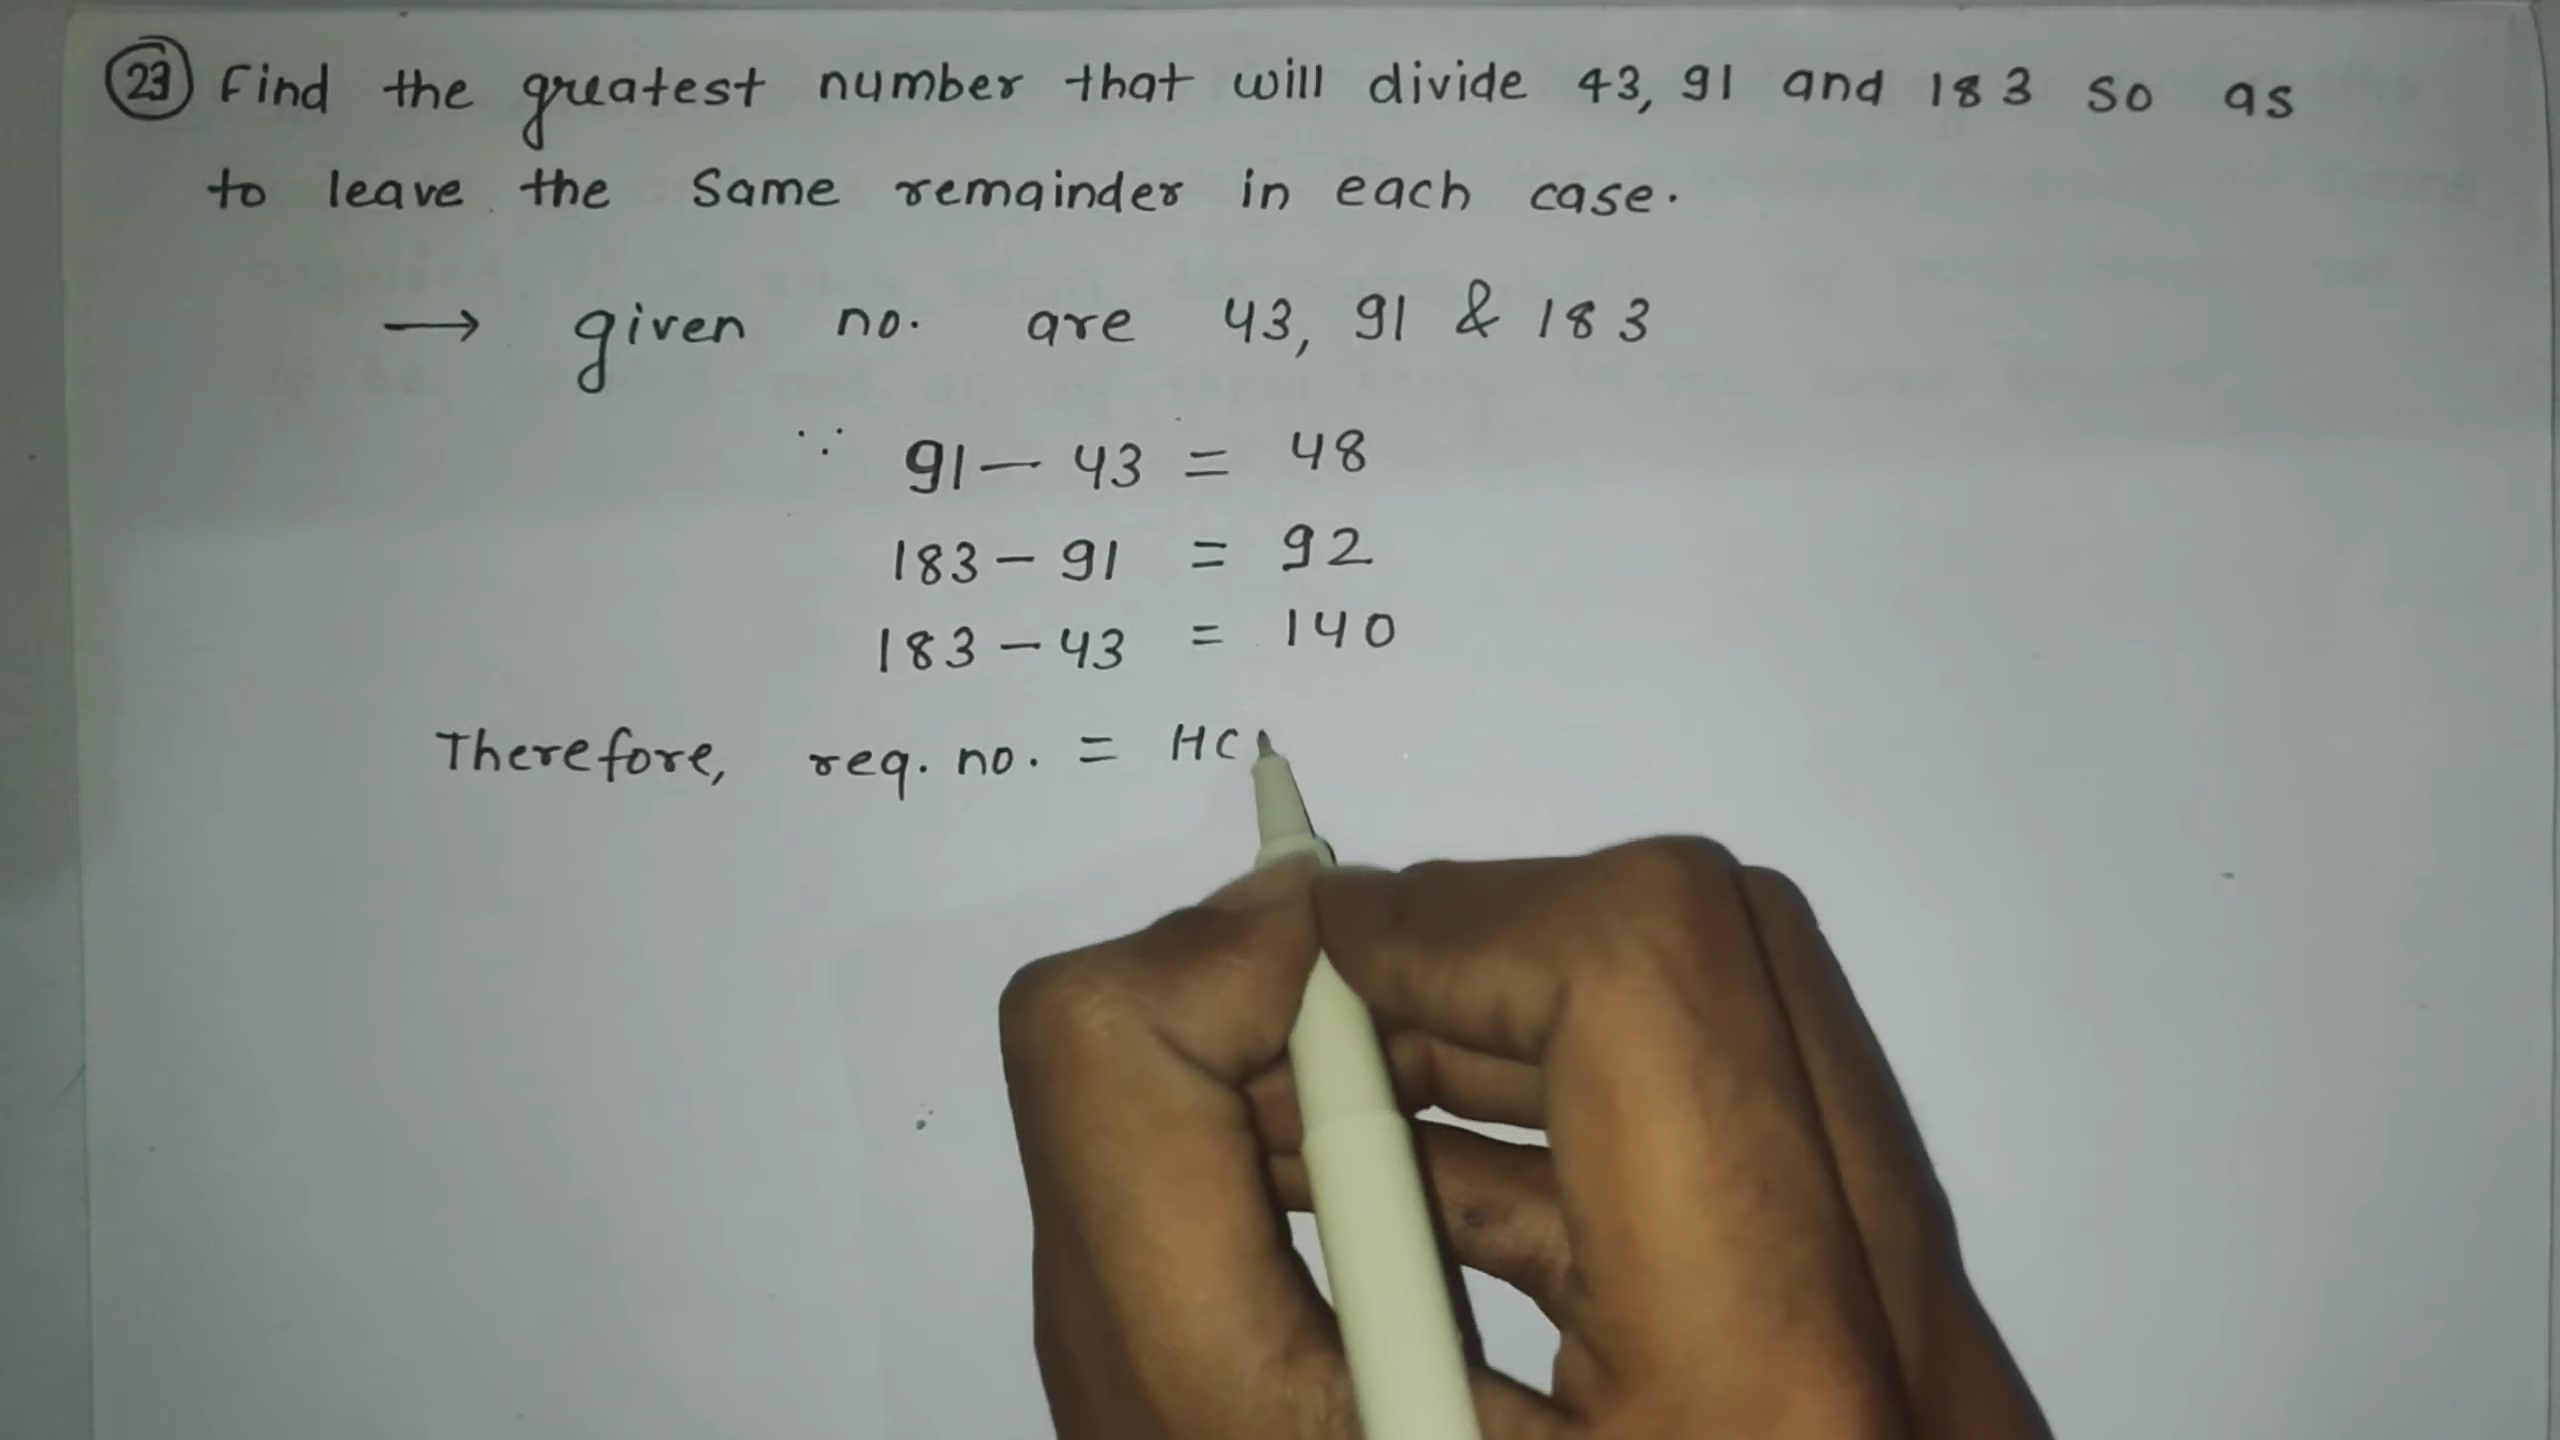 23 Find the greatest number that will divide 43, 91 and 183 so as
to leave the same remainder in each case.
→ given no. are 43, 91 & 183
∵ 91 - 43 = 48
183 - 91 = 92
183 - 43 = 140
Therefore, req. no. = HC